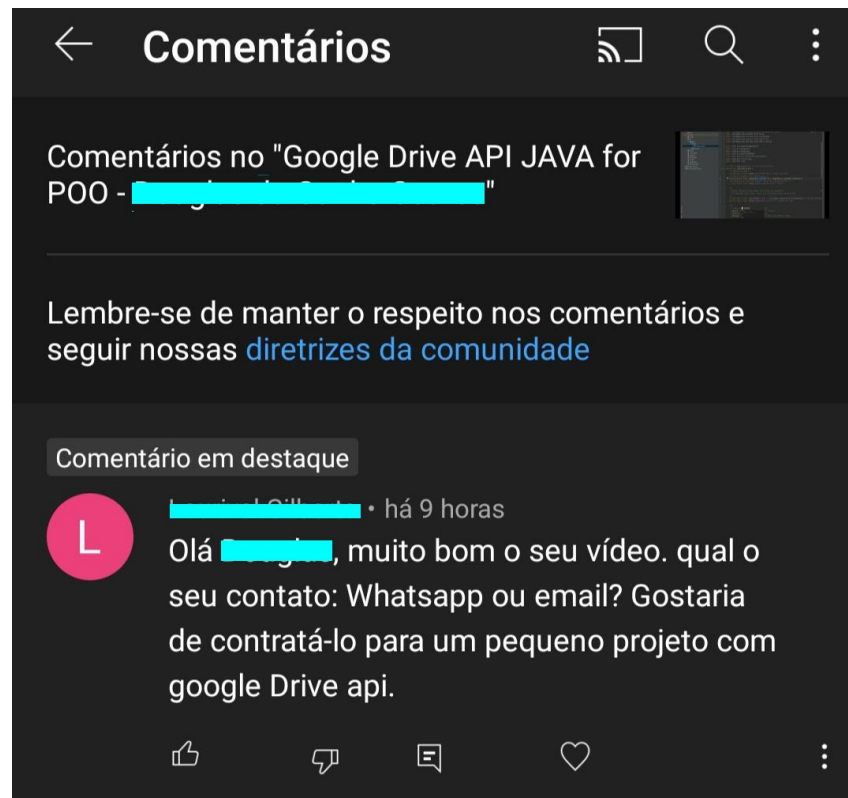 Comentários
Comentários no "Google Drive API JAVA for
POO - "
Lembre-se de manter o respeito nos comentários e
seguir nossas diretrizes da comunidade
Comentário em destaque
• há 9 horas
L
Olá , muito bom o seu vídeo. qual o
seu contato: Whatsapp ou email? Gostaria
de contratá-lo para um pequeno projeto com
google Drive api.